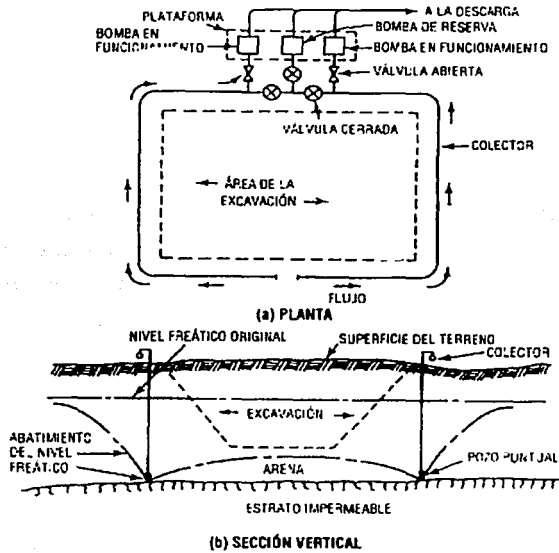 PLATAFORMA
A LA DESCARGA
BOMBA DE RESERVA
BOMBA EN
FUNCIONAMIENTO
BOMBA EN FUNCIONAMIENTO
VÁLVULA ABIERTA
VÁLVULA CERRADA
COLECTOR
ÁREA DE LA
EXCAVACIÓN
FLUJO
(a) PLANTA
NIVEL FREÁTICO ORIGINAL
SUPERFICIE DEL TERRENO
COLECTOR
EXCAVACIÓN
ABATIMIENTO
DEL NIVEL
FREÁTICO
ARENA
POZO PUNTUAL
ESTRATO IMPERMEABLE
(b) SECCIÓN VERTICAL